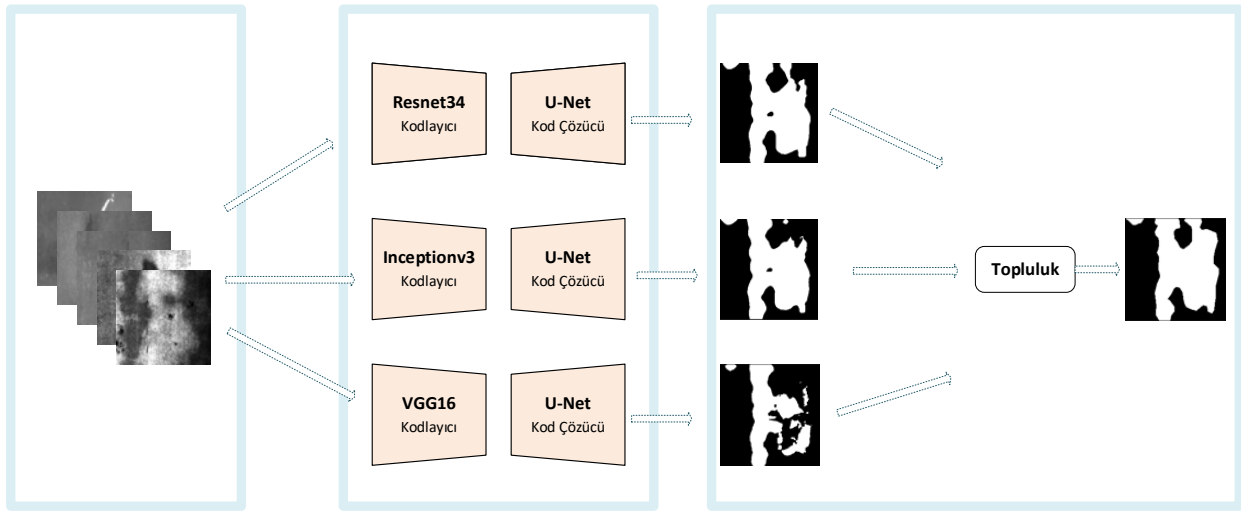 Resnet34
Kodlayıcı
U-Net
Kod Çözücü
Inceptionv3
Kodlayıcı
U-Net
Kod Çözücü
Topluluk
VGG16
Kodlayıcı
U-Net
Kod Çözücü